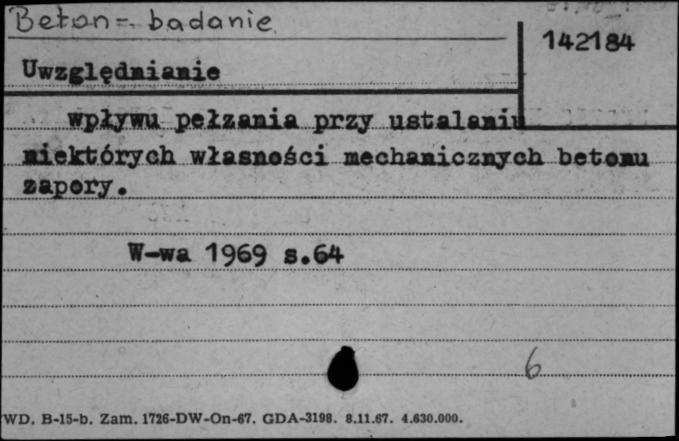 Beton - badanie
142184
Uwzględnianie
wpływu pełzania przy ustalaniu
niektórych własności mechanicznych betonu
zapory.
W-wa 1969 s.64
6
WD. B-15-b. Zam. 1726-DW-On-67. GDA-3198. 8.11.67. 4.630.000.